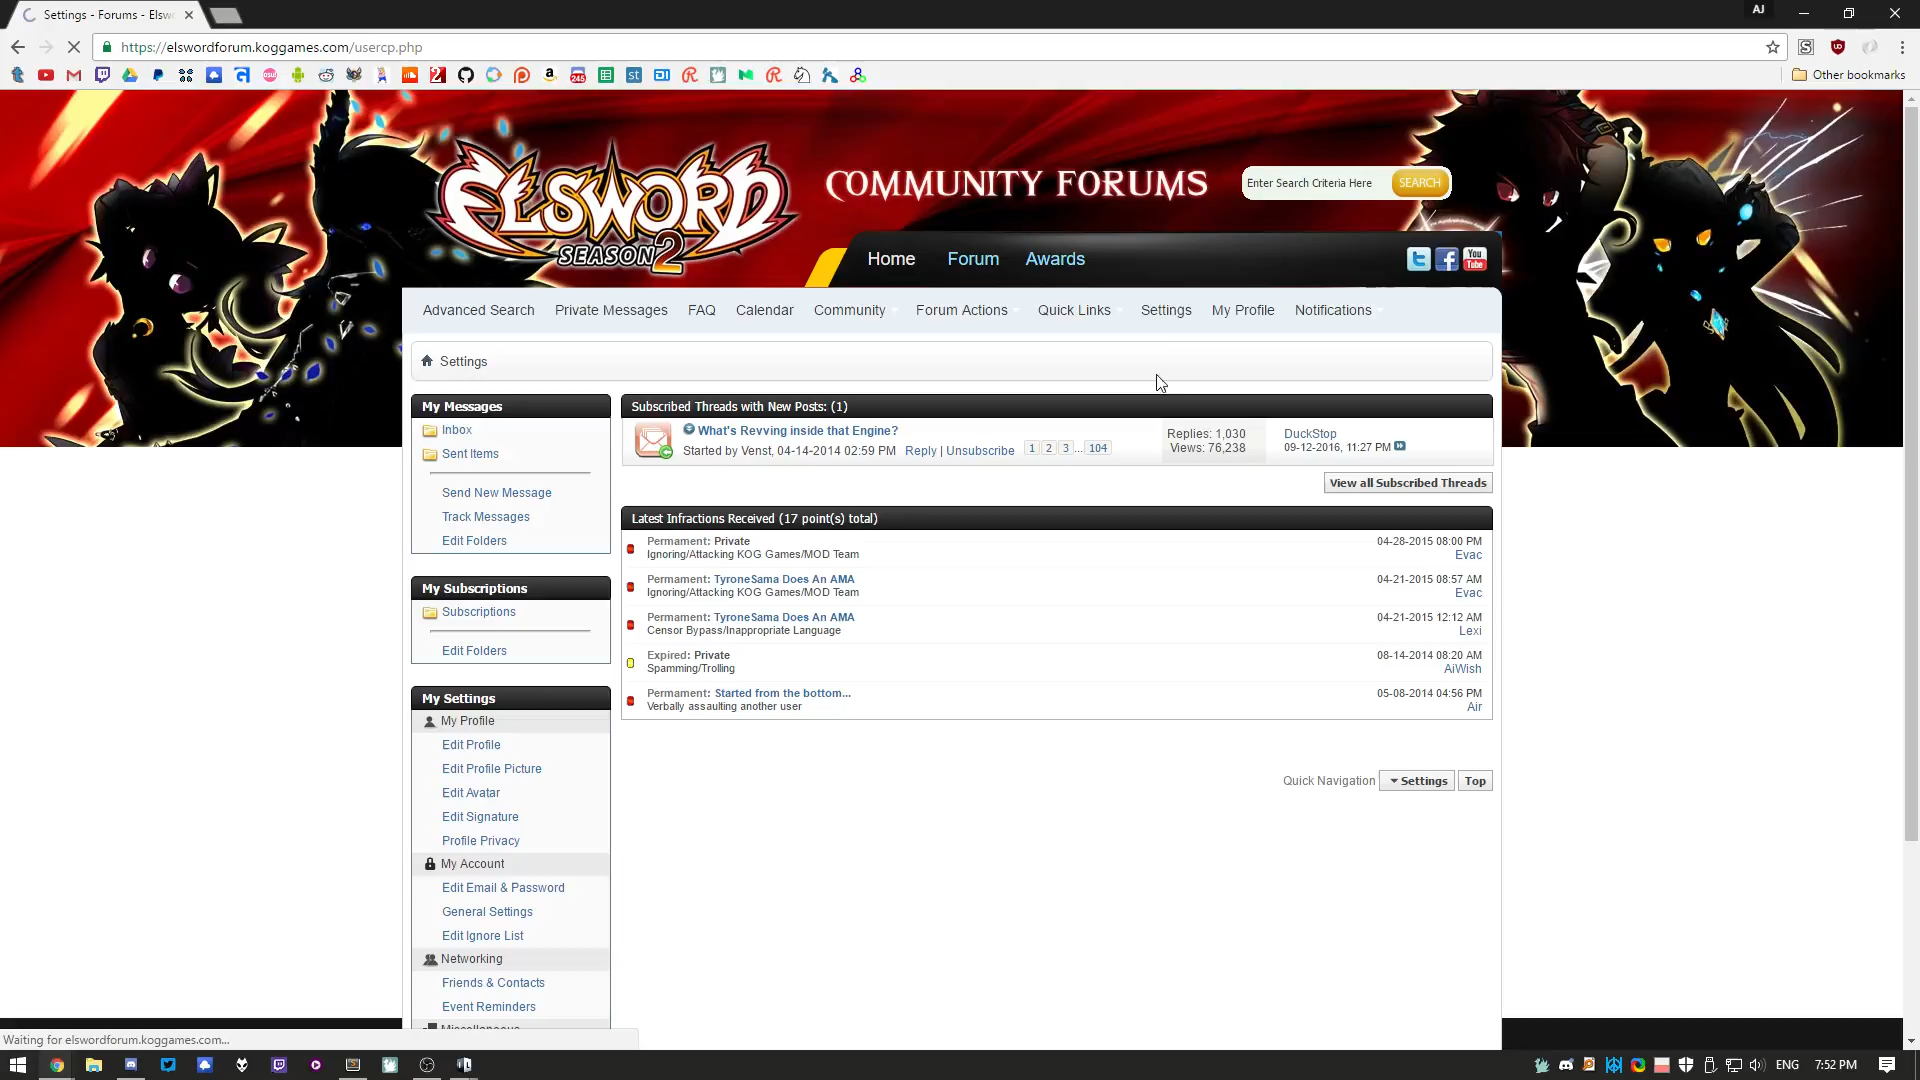 Settings - Forums - Elsw
AJ
https://elswordforum.koggames.com/usercp.php
Other bookmarks
ELSWORD
SEASON 2
COMMUNITY FORUMS
Enter Search Criteria Here
SEARCH
Home
Forum
Awards
You Tube
Advanced Search
Private Messages
FAQ
Calendar
Community
Forum Actions
Quick Links
Settings
My Profile
Notifications
Settings
My Messages
Inbox
Sent Items
Send New Message
Track Messages
Edit Folders
My Subscriptions
Subscriptions
Edit Folders
My Settings
My Profile
Edit Profile
Edit Profile Picture
Edit Avatar
Edit Signature
Profile Privacy
My Account
Edit Email & Password
General Settings
Edit Ignore List
Networking
Friends & Contacts
Event Reminders
Miscellaneous
Subscribed Threads with New Posts: (1)
What's Revving inside that Engine?
Started by Venst, 04-14-2014 02:59 PM Reply | Unsubscribe 1 2 3 ... 104
Replies: 1,030
Views: 76,238
DuckStop
09-12-2016, 11:27 PM
View all Subscribed Threads
Latest Infractions Received (17 point(s) total)
Permament: Private
Ignoring/Attacking KOG Games/MOD Team
04-28-2015 08:00 PM
Evac
Permament: TyroneSama Does An AMA
Ignoring/Attacking KOG Games/MOD Team
04-21-2015 08:57 AM
Evac
Permament: TyroneSama Does An AMA
Censor Bypass/Inappropriate Language
04-21-2015 12:12 AM
Lexi
Expired: Private
Spamming/Trolling
08-14-2014 08:20 AM
AiWish
Permament: Started from the bottom...
Verbally assaulting another user
05-08-2014 04:56 PM
Air
Quick Navigation
Settings
Top
Waiting for elswordforum.koggames.com...
ENG
7:52 PM